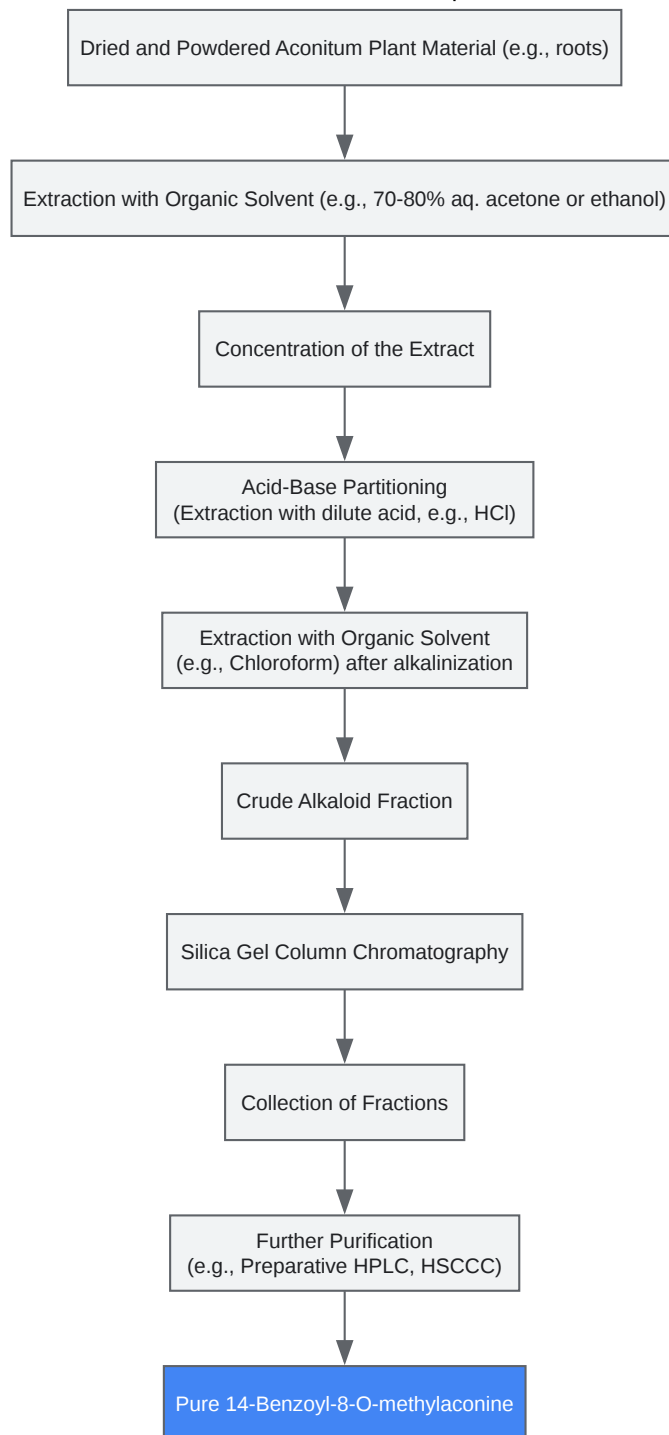 Dried and Powdered Aconitum Plant Material (e.g., roots)
Extraction with Organic Solvent (e.g., 70-80% aq. acetone or ethanol)
Concentration of the Extract
Acid-Base Partitioning
(Extraction with dilute acid, e.g., HCl)
Extraction with Organic Solvent
(e.g., Chloroform) after alkalinization
Crude Alkaloid Fraction
Silica Gel Column Chromatography
Collection of Fractions
Further Purification
(e.g., Preparative HPLC, HSCCC)
Pure 14-Benzoyl-8-O-methylaconine